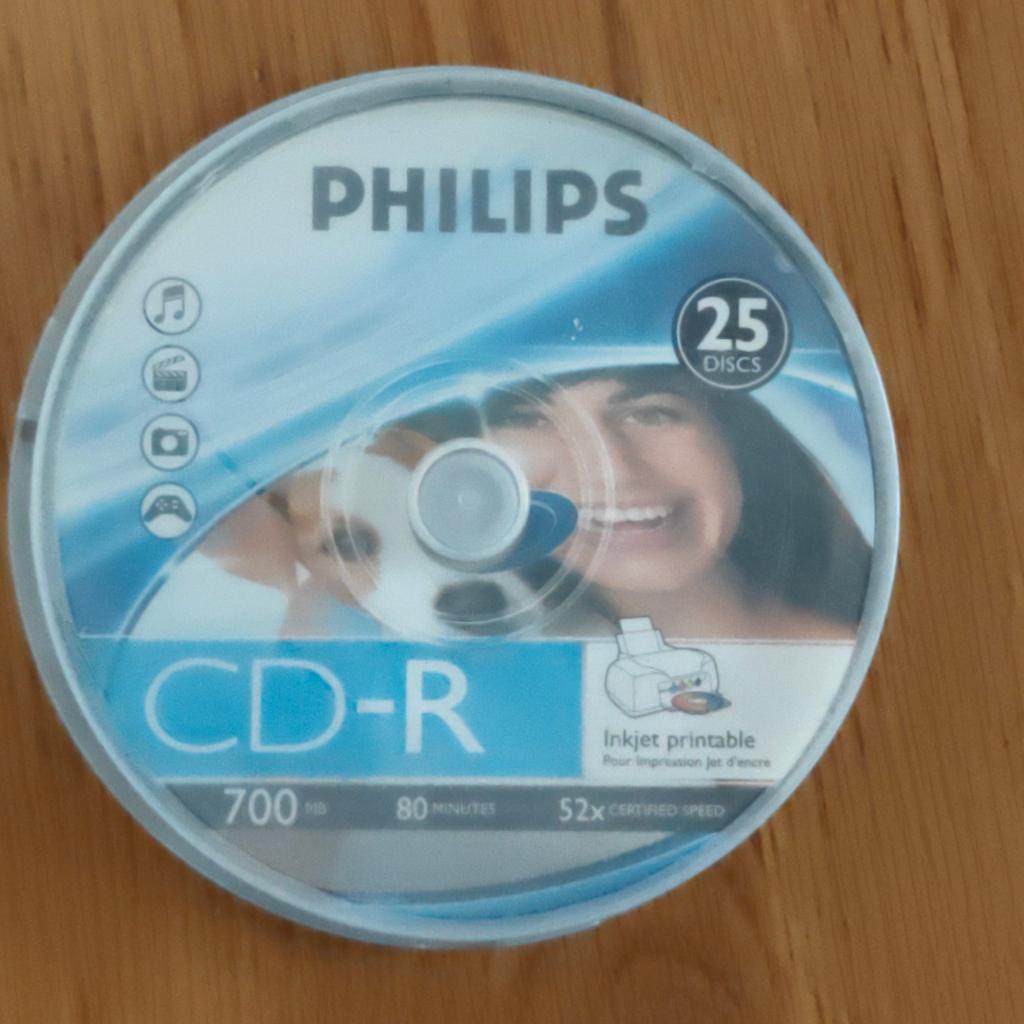 PHILIPS
25
DISCS
CD-R
Inkjet printable
Pour impression jet d'encre
700 MB 80 MINUTES 52x CERTIFIED SPEED